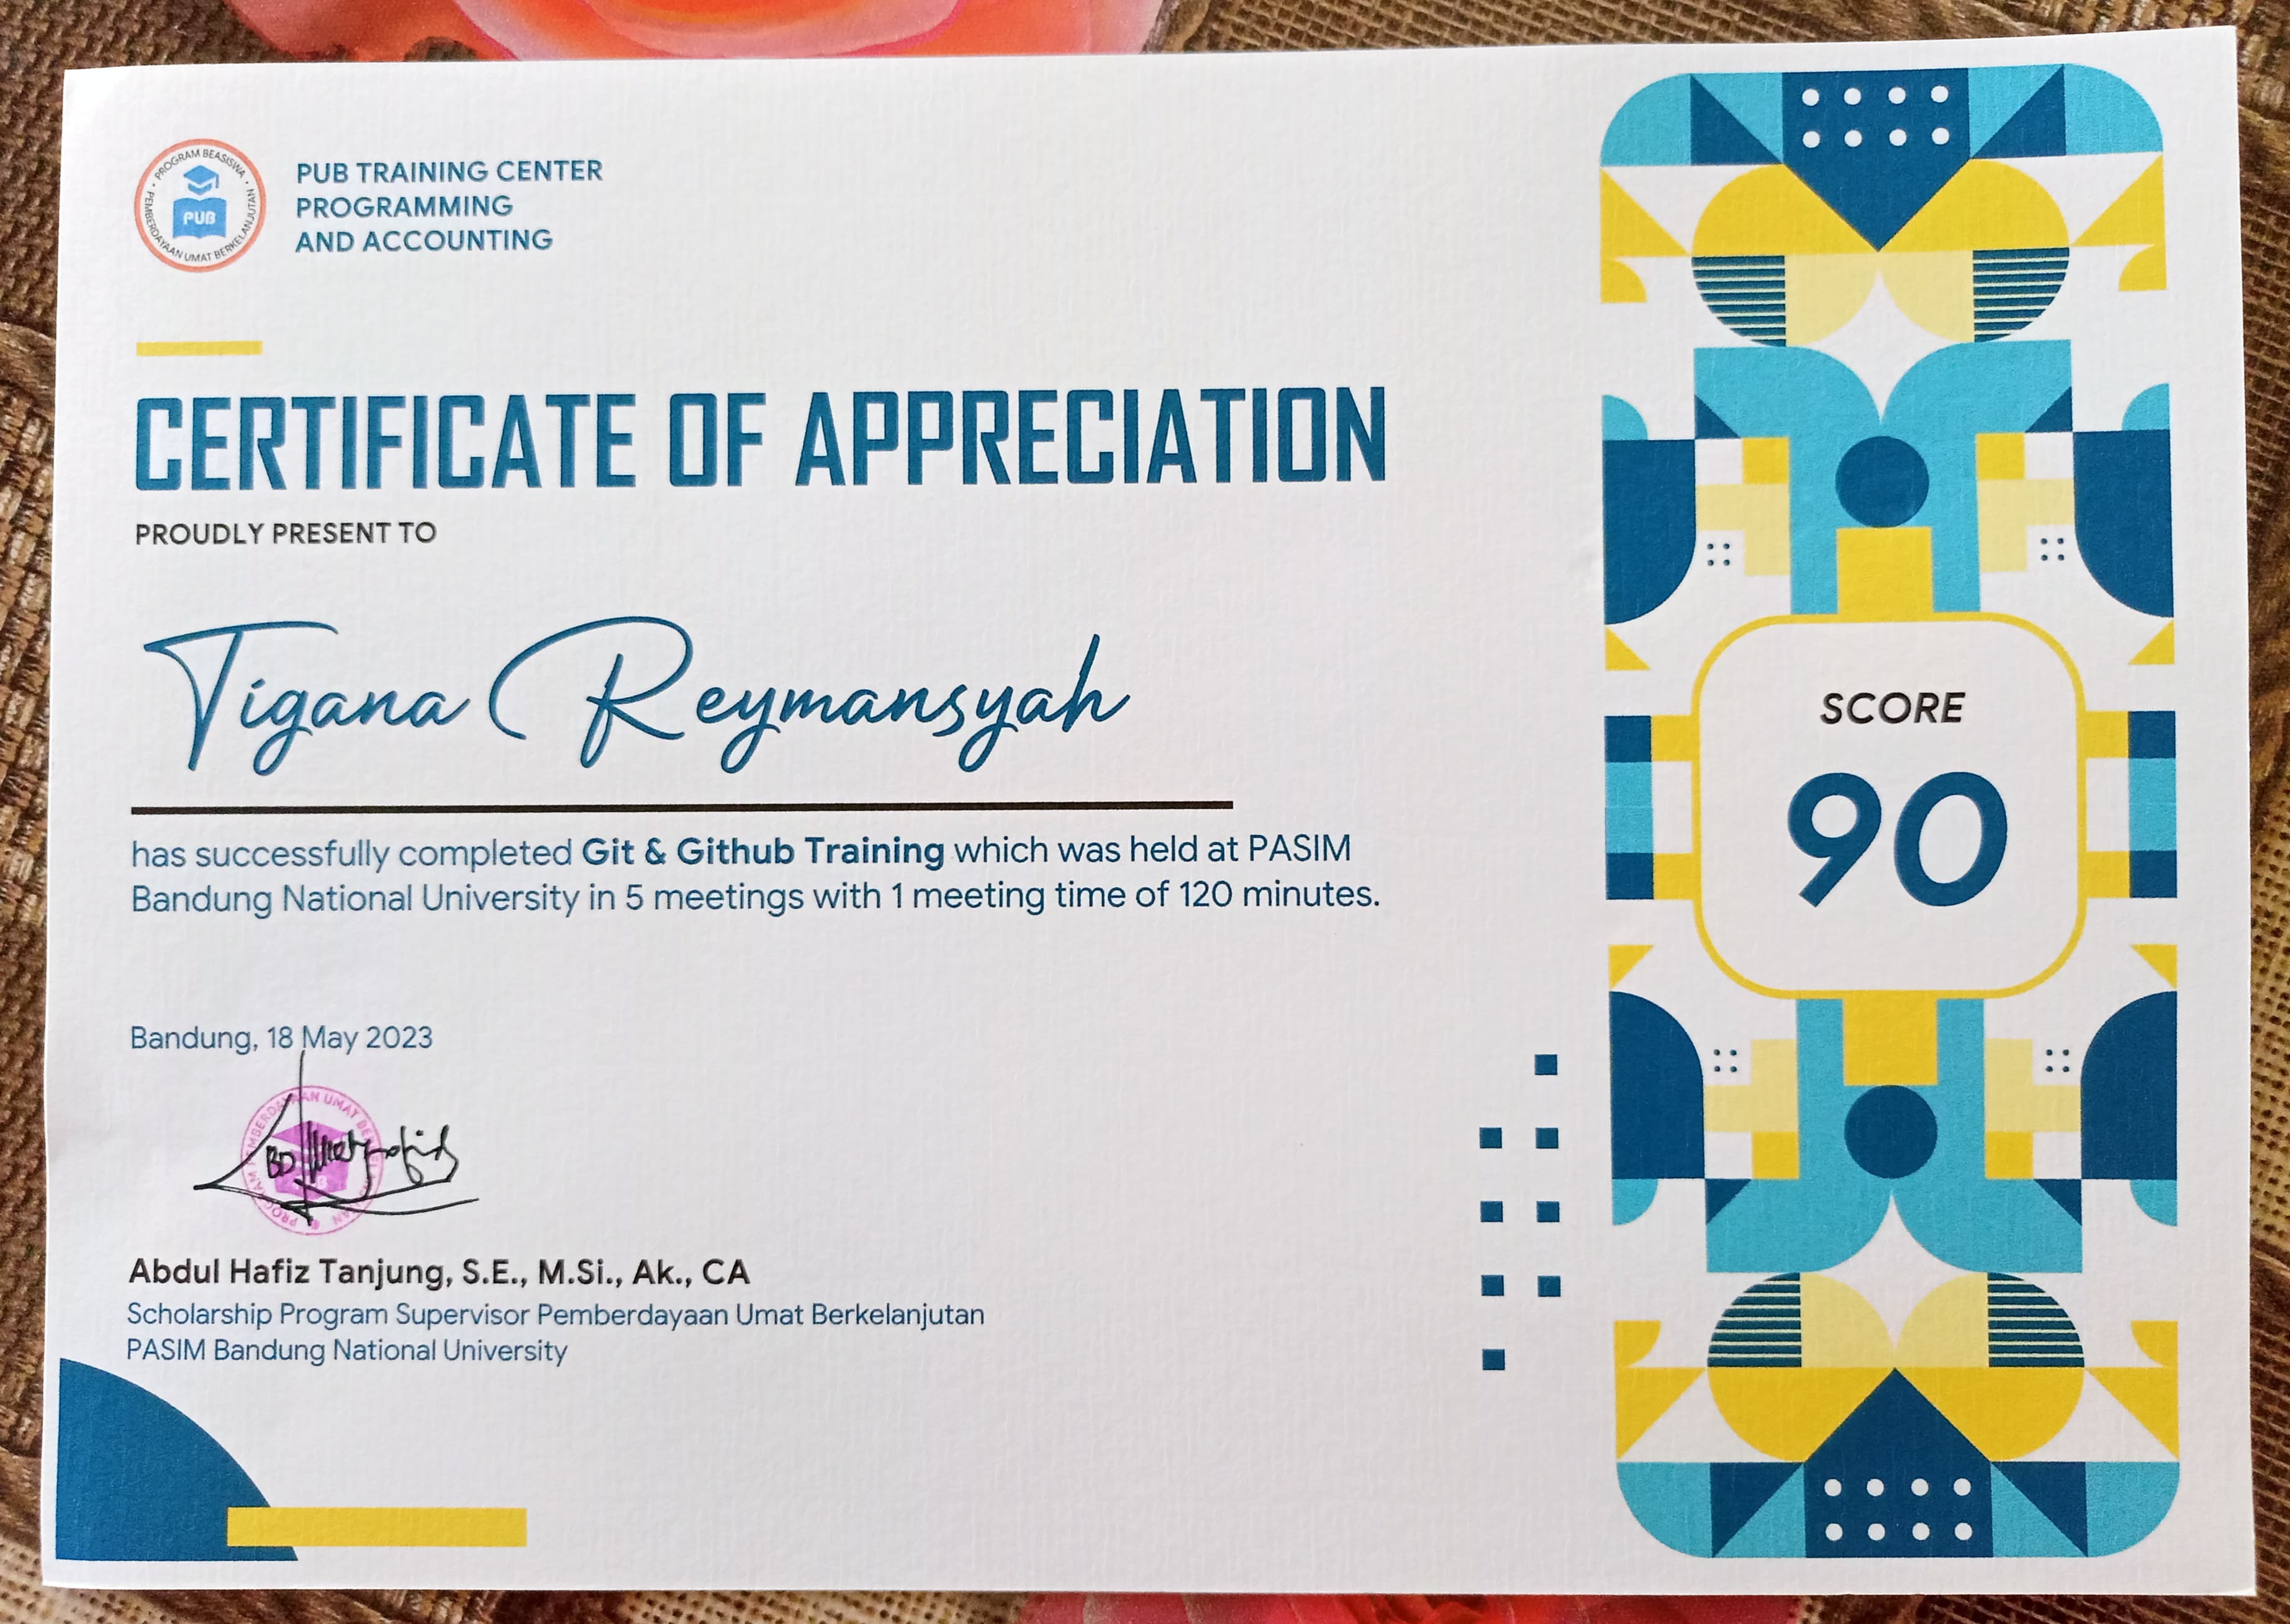 PROGRAM BEASISWA
PEMBERDAYAAN UMAT BERKELANJUTAN
PUB
PUB TRAINING CENTER
PROGRAMMING
AND ACCOUNTING
CERTIFICATE OF APPRECIATION
PROUDLY PRESENT TO
Tigana Reymansyah
has successfully completed Git & Github Training which was held at PASIM
Bandung National University in 5 meetings with 1 meeting time of 120 minutes.
SCORE
90
Bandung, 18 May 2023
Abdul Hafiz Tanjung, S.E., M.Si., Ak., CA
Scholarship Program Supervisor Pemberdayaan Umat Berkelanjutan
PASIM Bandung National University